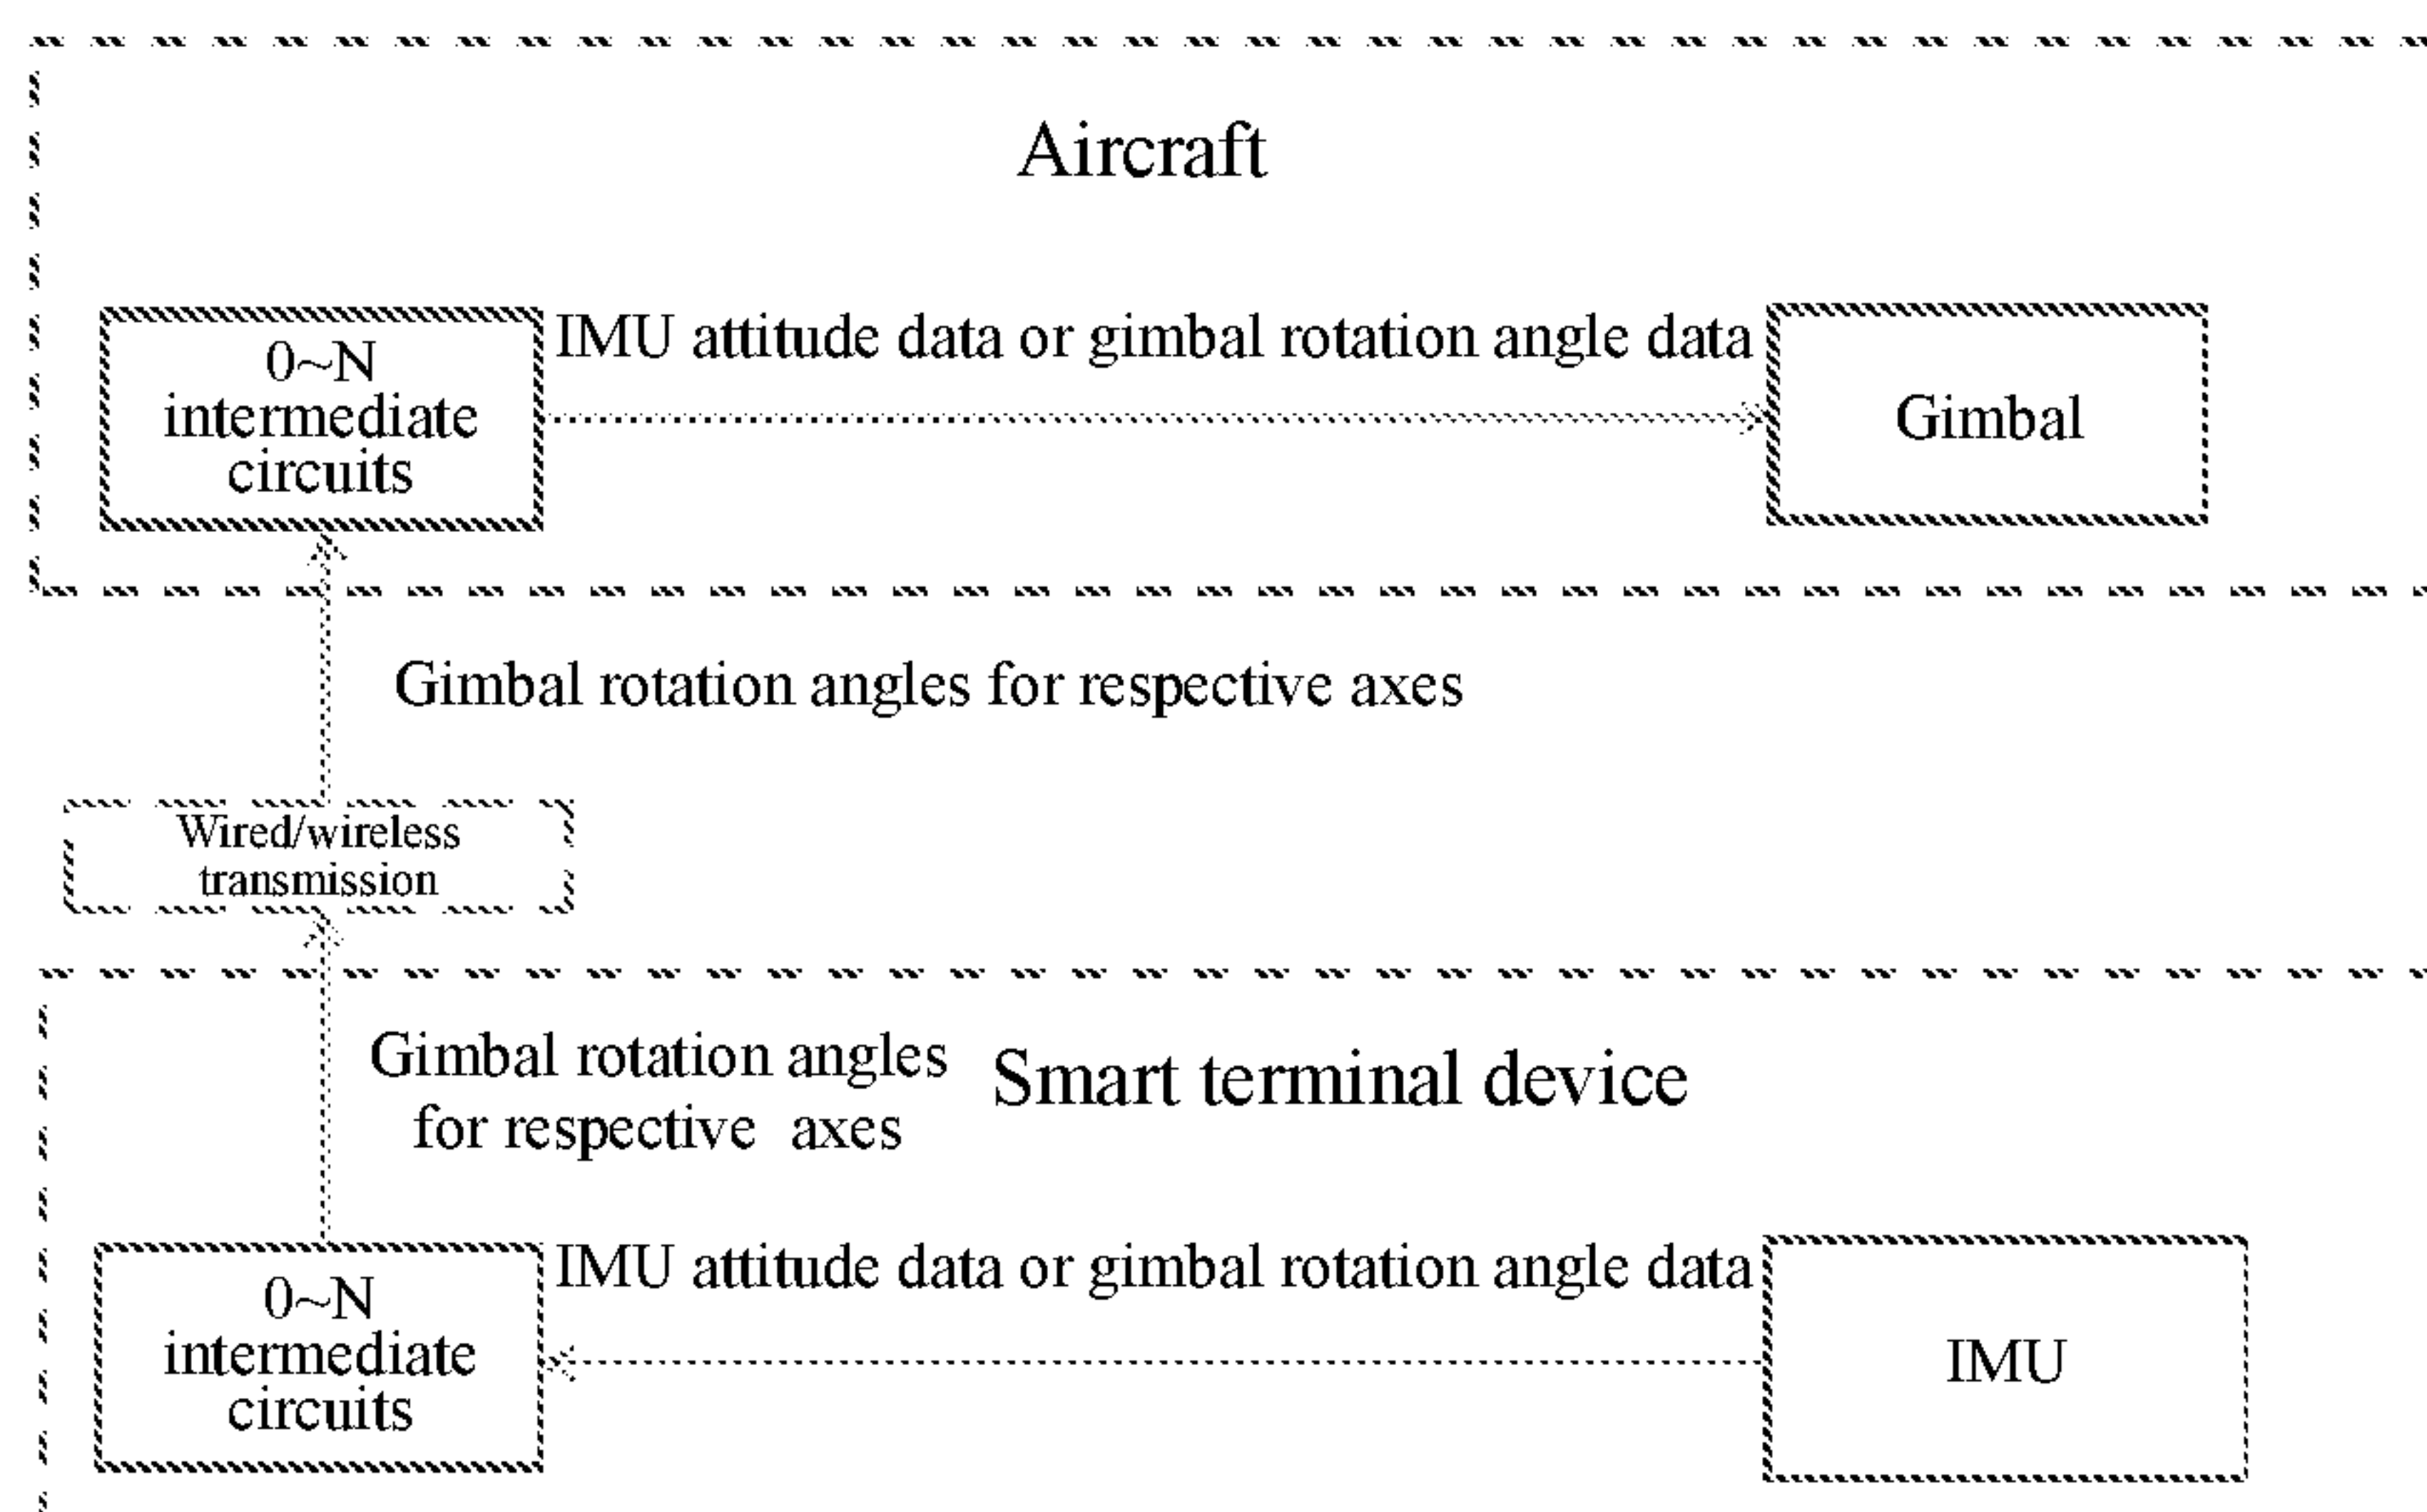 Aircraft
0~N
intermediate
circuits
IMU attitude data or gimbal rotation angle data
Gimbal
Gimbal rotation angles for respective axes
Wired/wireless
transmission
Gimbal rotation angles
for respective axes
Smart terminal device
0~N
intermediate
circuits
IMU attitude data or gimbal rotation angle data
IMU